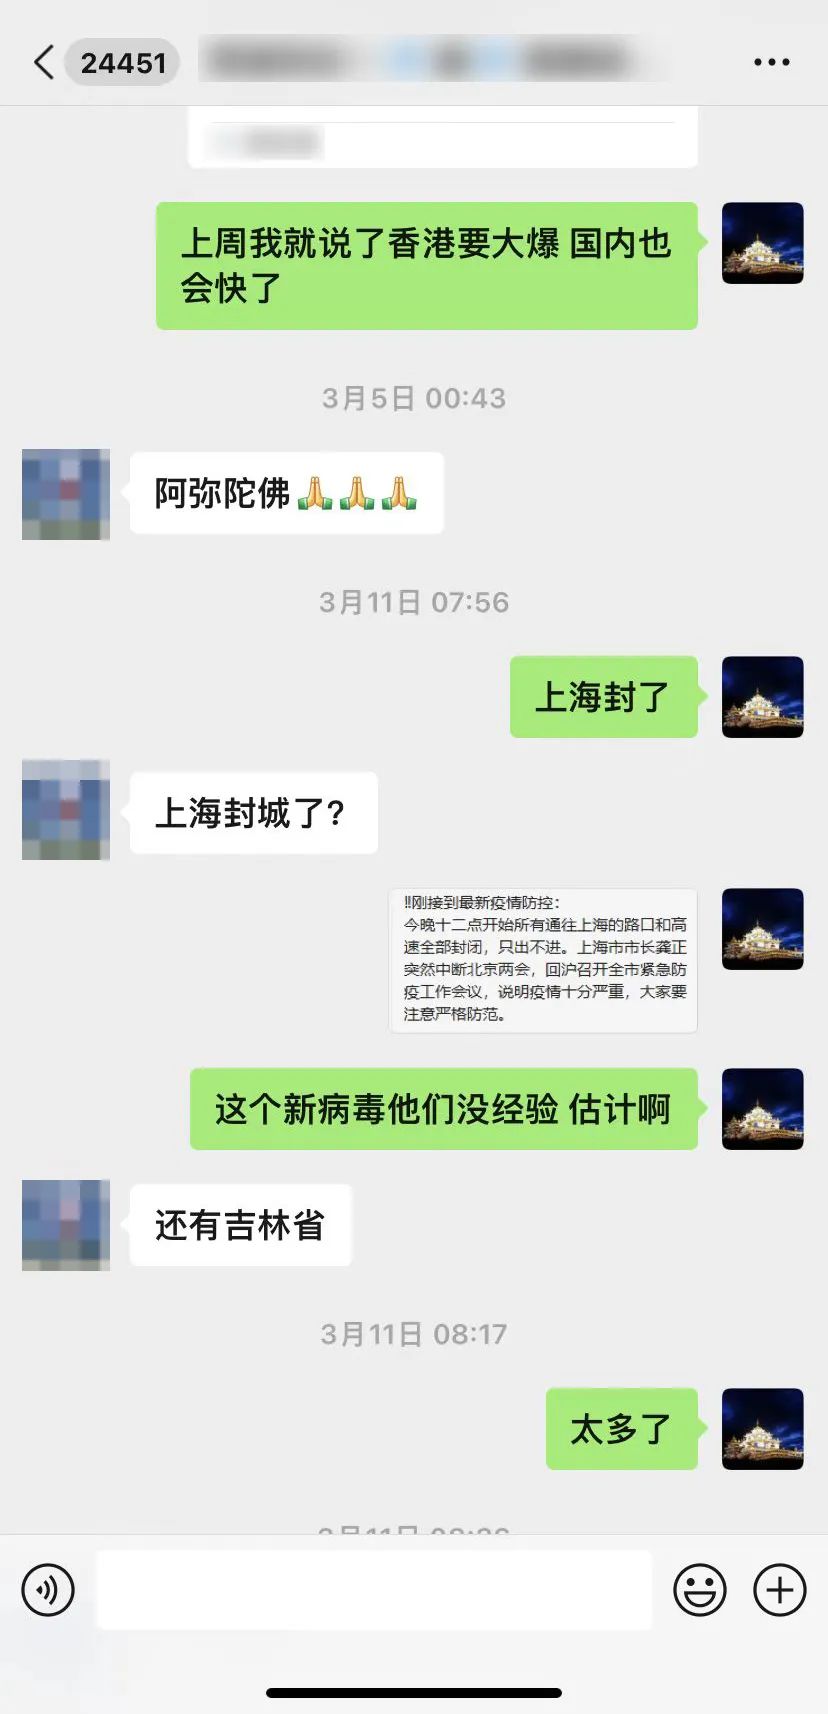 24451
上周我就说了香港要大爆 国内也
会快了
3月5日 00:43
阿弥陀佛🙏🙏🙏
3月11日 07:56
上海封了
上海封城了?
‼刚接到最新疫情防控：
今晚十二点开始所有通往上海的路口和高
速全部封闭，只出不进。上海市市长龚正
突然中断北京两会，回沪召开全市紧急防
疫工作会议，说明疫情十分严重，大家要
注意严格防范。
这个新病毒他们没经验 估计啊
还有吉林省
3月11日 08:17
太多了